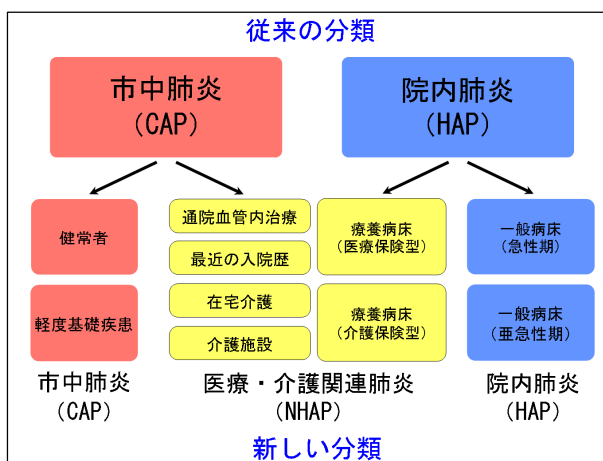 従来の分類
市中肺炎
(CAP)
院内肺炎
(HAP)
健常者
軽度基礎疾患
通院血管内治療
最近の入院歴
在宅介護
介護施設
療養病床
(医療保険型)
療養病床
(介護保険型)
一般病床
(急性期)
一般病床
(亜急性期)
市中肺炎
(CAP)
医療・介護関連肺炎
(NHAP)
院内肺炎
(HAP)
新しい分類